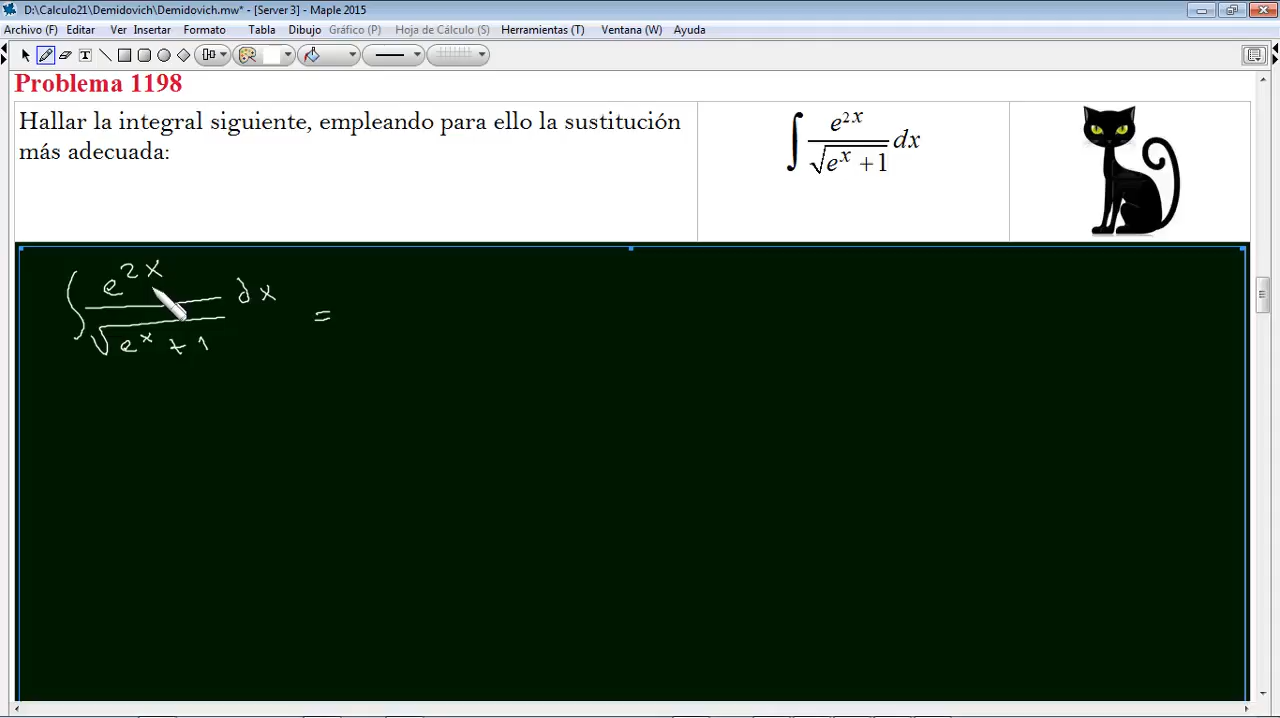 D:\Calculo21\Demidovich\Demidovich.mw* - [Server 3] - Maple 2015
Archivo (F) Editar Ver Insertar Formato Tabla Dibujo Gráfico (P) Hoja de Cálculo (S) Herramientas (T) Ventana (W) Ayuda
T
Problema 1198
Hallar la integral siguiente, empleando para ello la sustitución
más adecuada:
∫ e^{2x} / √(e^x + 1) dx
∫ e^{2x} / √(e^x + 1) dx =